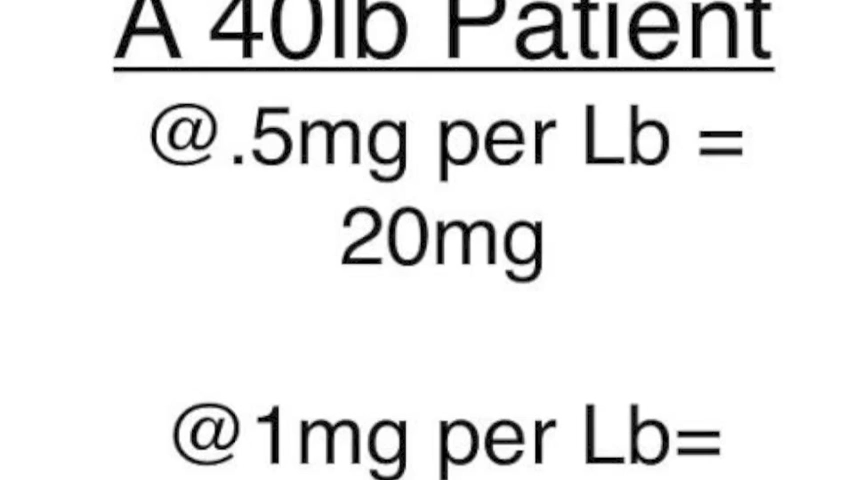 A 40lb Patient
@.5mg per Lb =
20mg
@1mg per Lb=